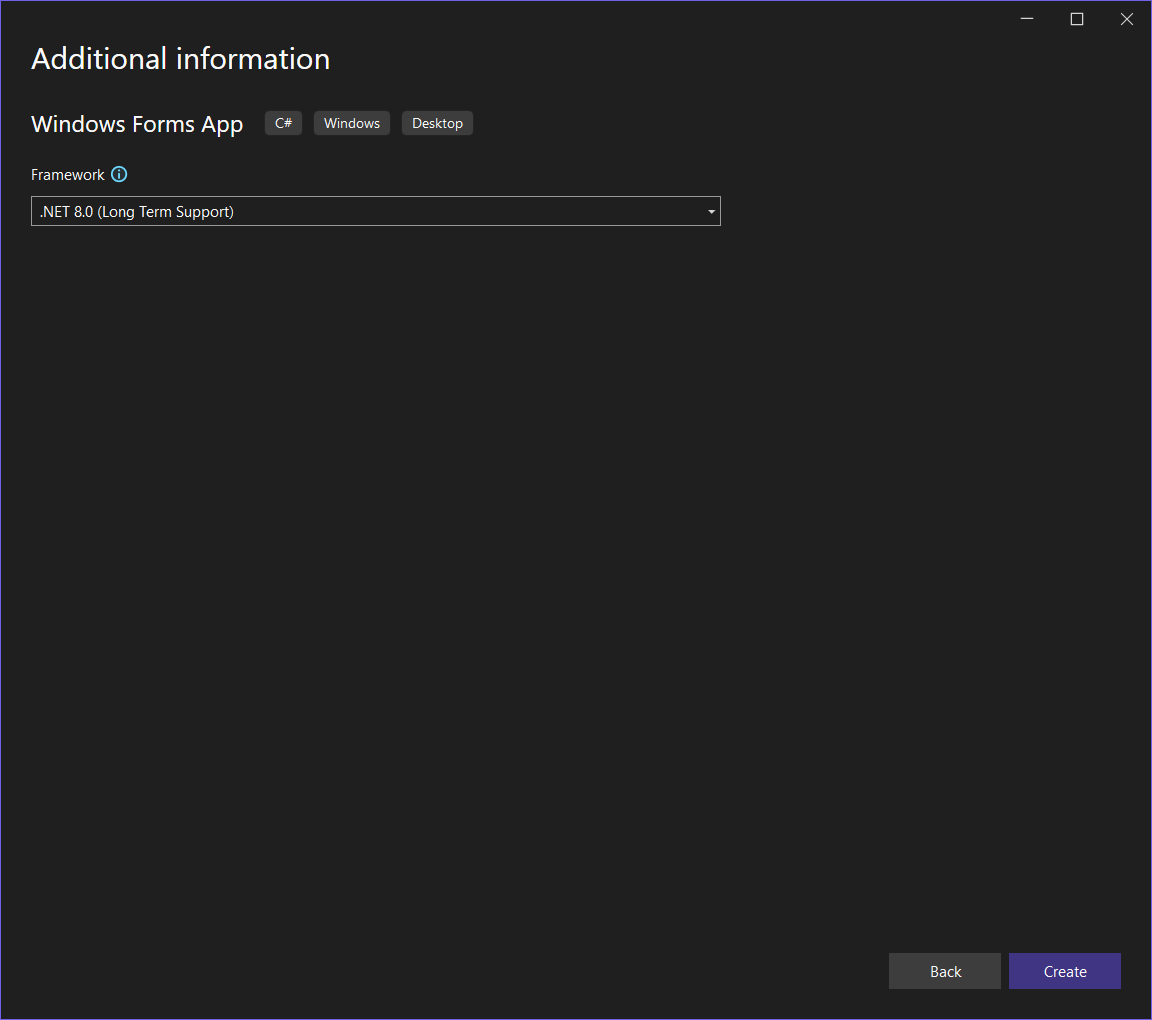 Additional information
Windows Forms App C# Windows Desktop
Framework
.NET 8.0 (Long Term Support)
Back Create